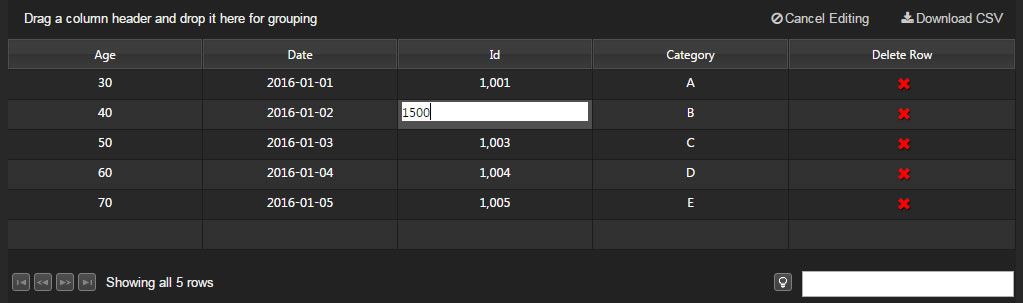 Drag a column header and drop it here for grouping Cancel Editing Download CSV
Age Date Id Category Delete Row
30 2016-01-01 1,001 A
40 2016-01-02 1500 B
50 2016-01-03 1,003 C
60 2016-01-04 1,004 D
70 2016-01-05 1,005 E
Showing all 5 rows